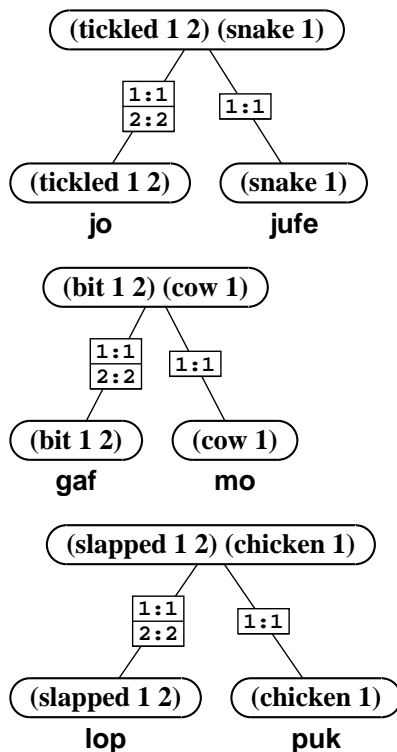 (tickled 1 2) (snake 1)
1:1 1:1
2:2
(tickled 1 2) (snake 1)
jo jufe
(bit 1 2) (cow 1)
1:1 1:1
2:2
(bit 1 2) (cow 1)
gaf mo
(slapped 1 2) (chicken 1)
1:1 1:1
2:2
(slapped 1 2) (chicken 1)
lop puk